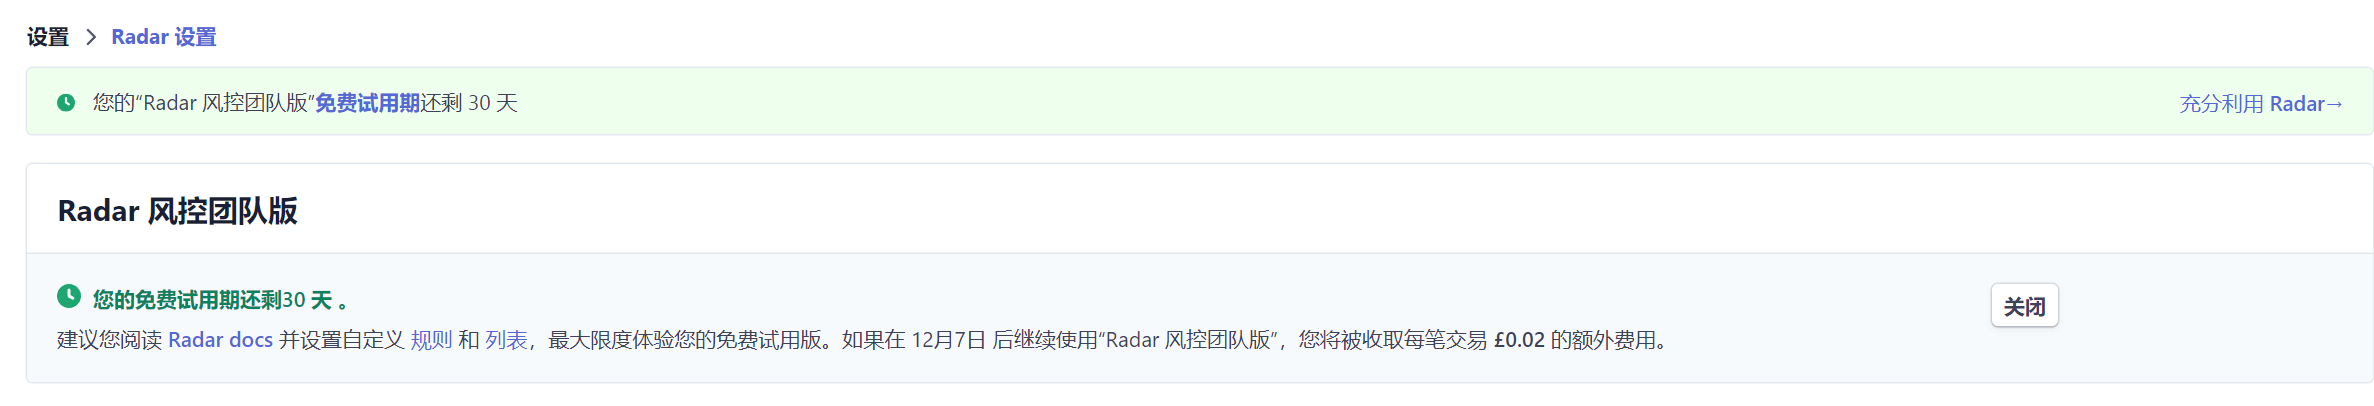 设置 > Radar 设置
您的“Radar 风控团队版”免费试用期还剩 30 天
充分利用 Radar→
Radar 风控团队版
您的免费试用期还剩30 天 。
关闭
建议您阅读 Radar docs 并设置自定义 规则 和 列表，最大限度体验您的免费试用版。如果在 12月7日 后继续使用“Radar 风控团队版”，您将被收取每笔交易 £0.02 的额外费用。